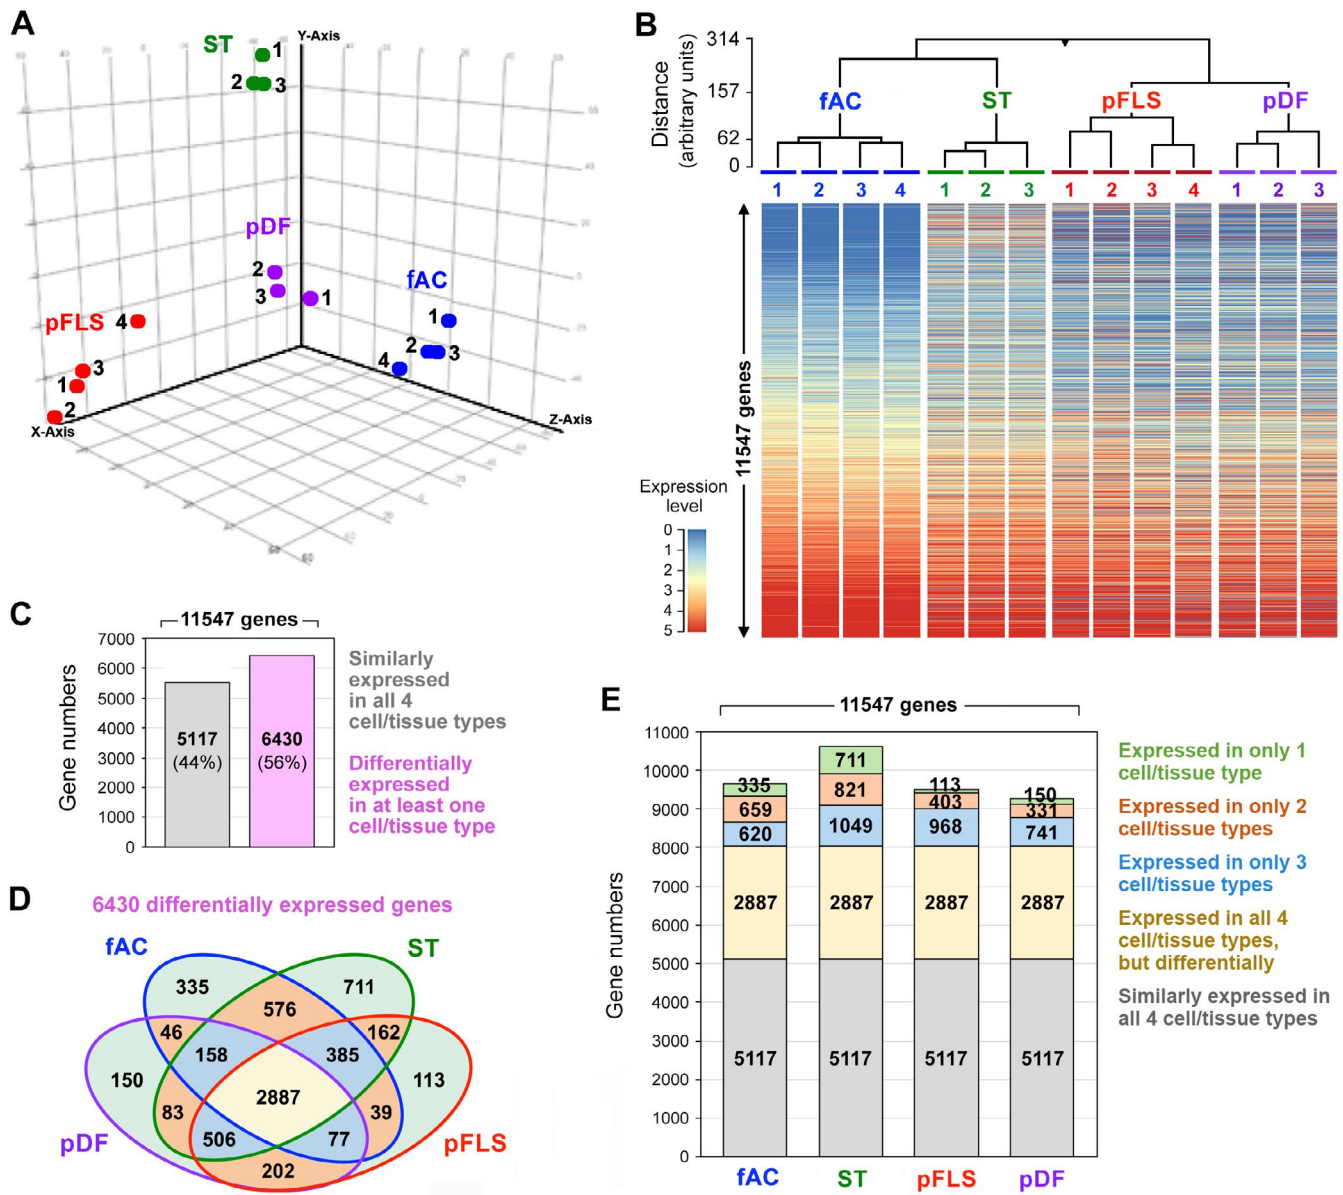 A
ST
Y-Axis
1
2
3
pDF
2
3
1
fAC
1
2
3
4
pFLS
4
3
1
2
X-Axis
Z-Axis
B
Distance
(arbitrary units)
314
157
62
0
fAC
ST
pFLS
pDF
1 2 3 4 1 2 3 1 2 3 4 1 2 3
11547 genes
Expression
level
0
1
2
3
4
5
C
11547 genes
Gene numbers
7000
6000
5000
4000
3000
2000
1000
0
5117
(44%)
6430
(56%)
Similarly
expressed
in all 4
cell/tissue types
Differentially
expressed
in at least one
cell/tissue type
D
6430 differentially expressed genes
fAC
ST
335
711
576
46
162
158
385
150
2887
113
83
39
506
77
202
pDF
pFLS
E
11547 genes
Gene numbers
11000
10000
9000
8000
7000
6000
5000
4000
3000
2000
1000
0
335
659
620
2887
5117
711
821
1049
2887
5117
113
403
968
2887
5117
150
331
741
2887
5117
fAC
ST
pFLS
pDF
Expressed in only 1
cell/tissue type
Expressed in only 2
cell/tissue types
Expressed in only 3
cell/tissue types
Expressed in all 4
cell/tissue types,
but differentially
Similarly expressed in
all 4 cell/tissue types